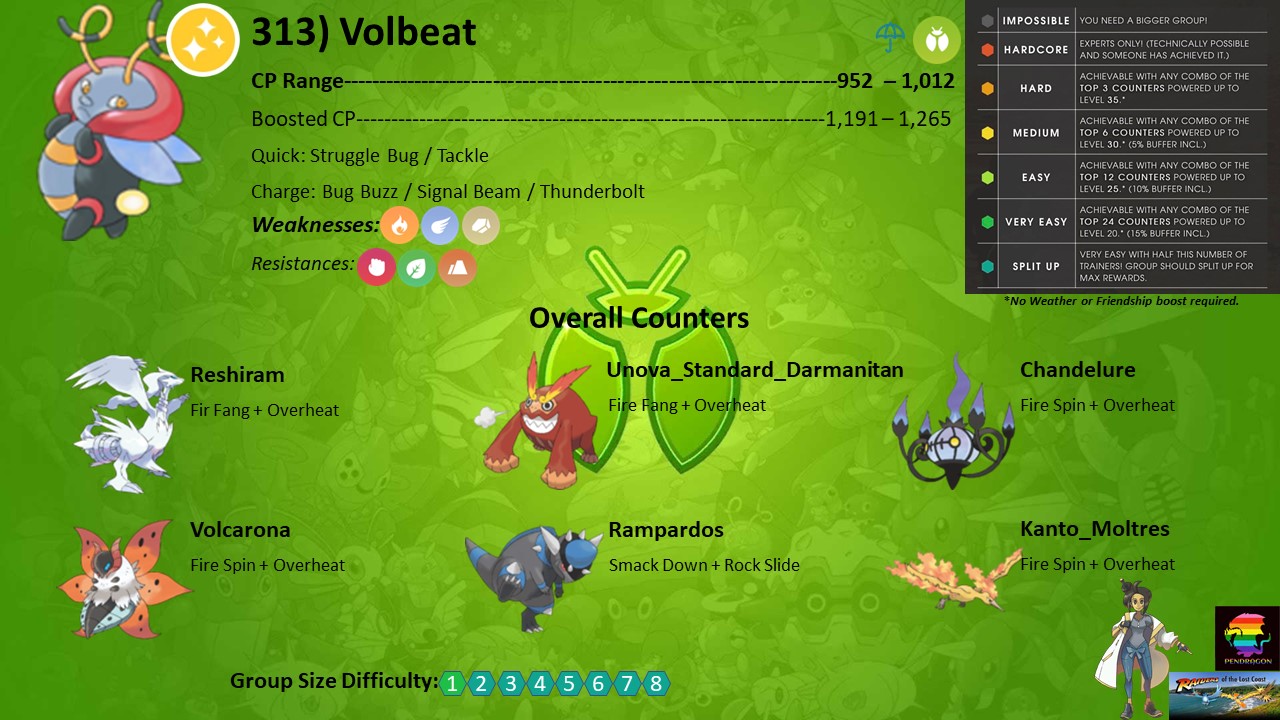 313) Volbeat
CP Range----------------------------------------------------------------------952 – 1,012
Boosted CP-------------------------------------------------------------------1,191 – 1,265
Quick: Struggle Bug / Tackle
Charge: Bug Buzz / Signal Beam / Thunderbolt
Weaknesses:
Resistances:
IMPOSSIBLE YOU NEED A BIGGER GROUP!
HARDCORE EXPERTS ONLY! (TECHNICALLY POSSIBLE
AND SOMEONE HAS ACHIEVED IT.)
HARD ACHIEVABLE WITH ANY COMBO OF THE
TOP 3 COUNTERS POWERED UP TO
LEVEL 35.*
MEDIUM ACHIEVABLE WITH ANY COMBO OF THE
TOP 6 COUNTERS POWERED UP TO
LEVEL 30.* (5% BUFFER INCL.)
EASY ACHIEVABLE WITH ANY COMBO OF THE
TOP 12 COUNTERS POWERED UP TO
LEVEL 25.* (10% BUFFER INCL.)
VERY EASY ACHIEVABLE WITH ANY COMBO OF THE
TOP 24 COUNTERS POWERED UP TO
LEVEL 20.* (15% BUFFER INCL.)
SPLIT UP VERY EASY WITH HALF THIS NUMBER OF
TRAINERS! GROUP SHOULD SPLIT UP FOR
MAX REWARDS.
*No Weather or Friendship boost required.
Overall Counters
Reshiram
Fir Fang + Overheat
Unova_Standard_Darmanitan
Fire Fang + Overheat
Chandelure
Fire Spin + Overheat
Volcarona
Fire Spin + Overheat
Rampardos
Smack Down + Rock Slide
Kanto_Moltres
Fire Spin + Overheat
Group Size Difficulty: 1 2 3 4 5 6 7 8
PENDRAGON
RAIDERS of the Lost Coast